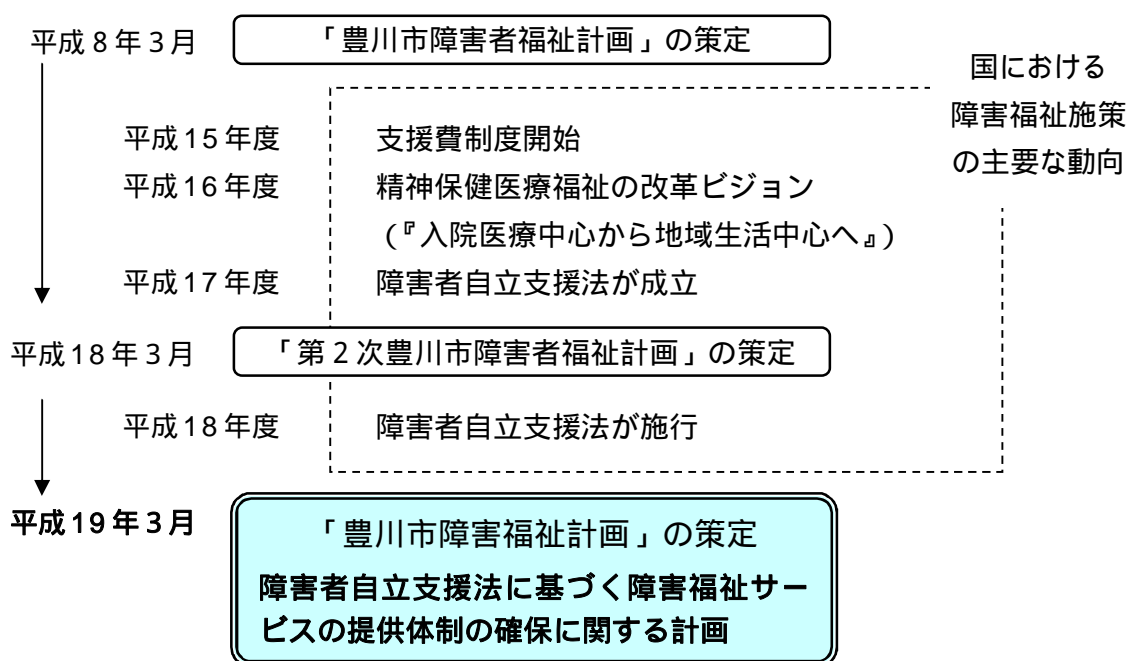 平成8年3月 「豊川市障害者福祉計画」の策定
国における
障害福祉施策
の主要な動向
平成15年度 支援費制度開始
平成16年度 精神保健医療福祉の改革ビジョン
(『入院医療中心から地域生活中心へ』)
平成17年度 障害者自立支援法が成立
平成18年3月 「第2次豊川市障害者福祉計画」の策定
平成18年度 障害者自立支援法が施行
平成19年3月 「豊川市障害福祉計画」の策定
障害者自立支援法に基づく障害福祉サー
ビスの提供体制の確保に関する計画